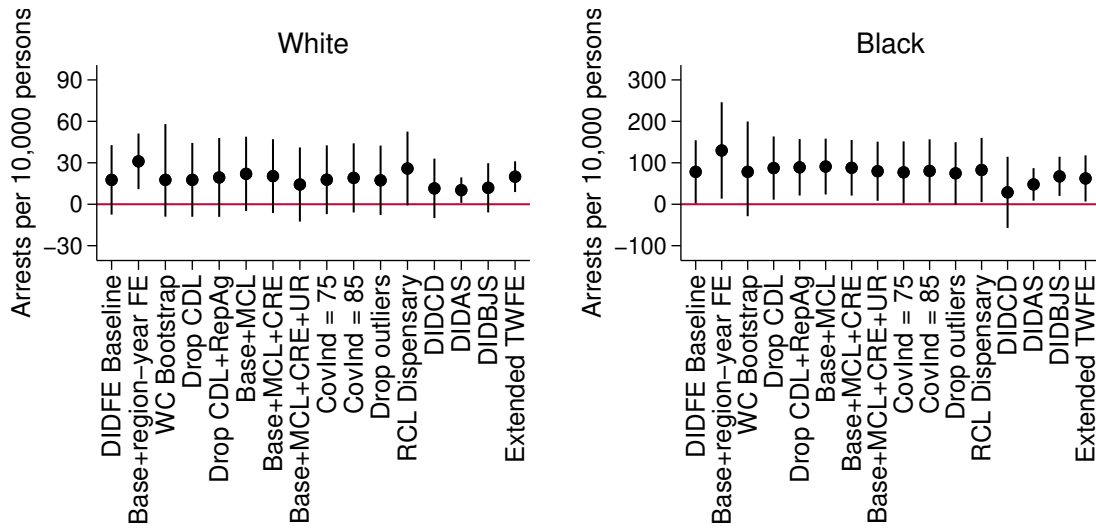 White
Arrests per 10,000 persons
90
60
30
0
−30
DIDFE Baseline
Base+region−year FE
WC Bootstrap
Drop CDL
Drop CDL+RepAg
Base+MCL
Base+MCL+CRE
Base+MCL+CRE+UR
CovInd = 75
CovInd = 85
Drop outliers
RCL Dispensary
DIDCD
DIDAS
DIDBJS
Extended TWFE
Black
Arrests per 10,000 persons
300
200
100
0
−100
DIDFE Baseline
Base+region−year FE
WC Bootstrap
Drop CDL
Drop CDL+RepAg
Base+MCL
Base+MCL+CRE
Base+MCL+CRE+UR
CovInd = 75
CovInd = 85
Drop outliers
RCL Dispensary
DIDCD
DIDAS
DIDBJS
Extended TWFE